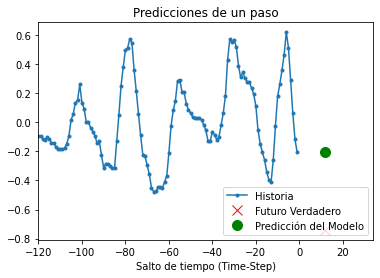 Predicciones de un paso
0.6
0.4
0.2
0.0
−0.2
−0.4
−0.6
−0.8
Historia
Futuro Verdadero
Predicción del Modelo
−120 −100 −80 −60 −40 −20 0 20
Salto de tiempo (Time-Step)